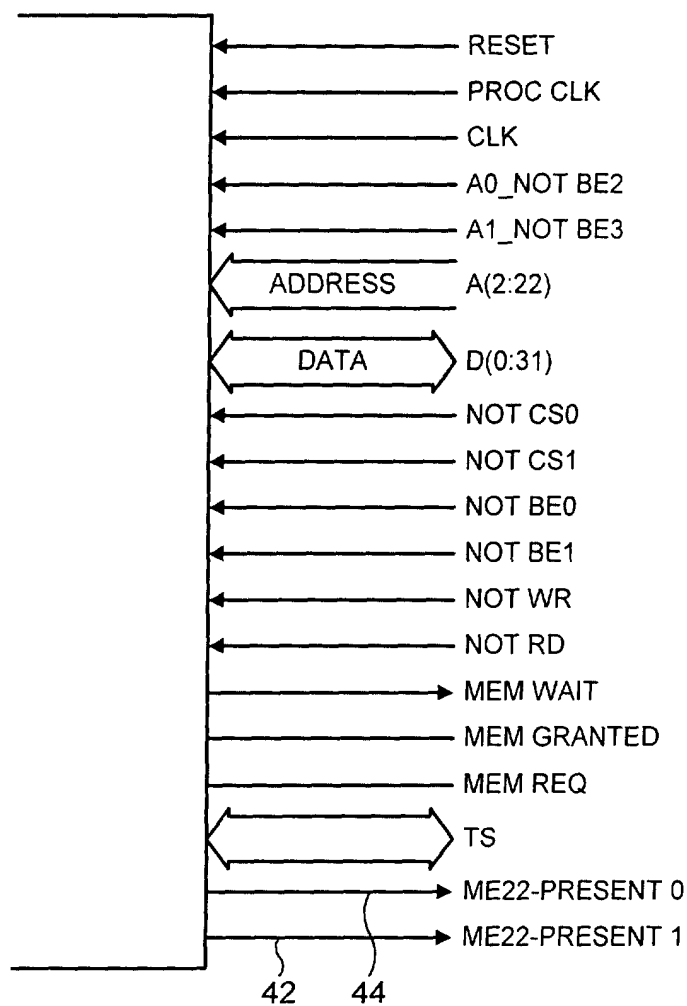 RESET
PROC CLK
CLK
A0_NOT BE2
A1_NOT BE3
ADDRESS A(2:22)
DATA D(0:31)
NOT CS0
NOT CS1
NOT BE0
NOT BE1
NOT WR
NOT RD
MEM WAIT
MEM GRANTED
MEM REQ
TS
ME22-PRESENT 0
ME22-PRESENT 1
42 44